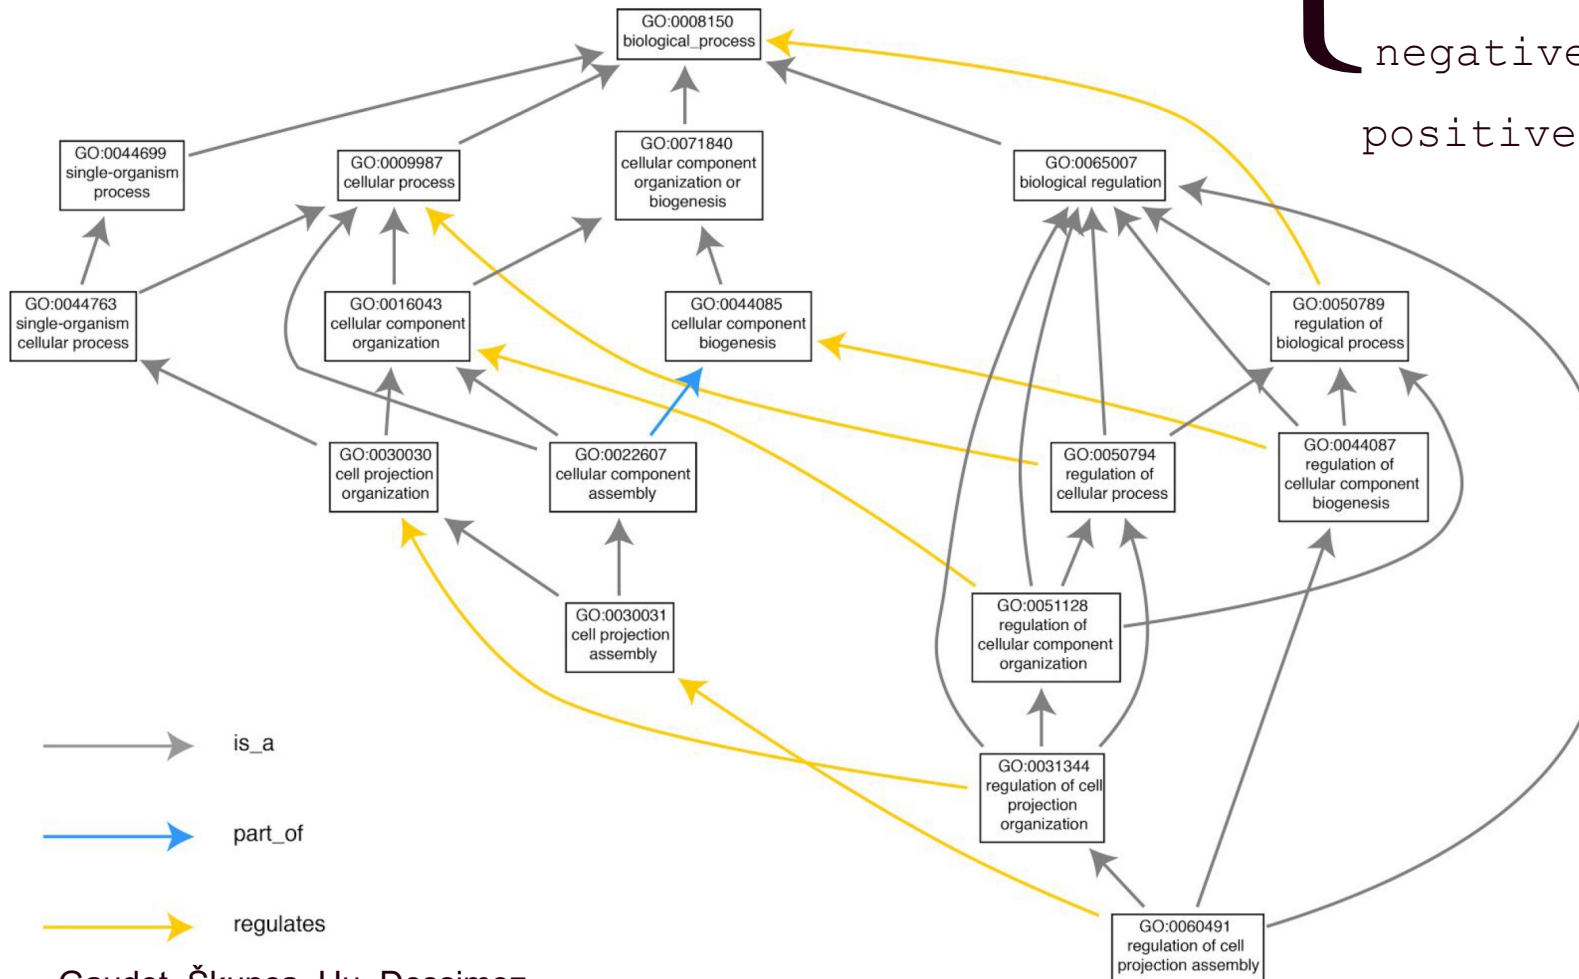 GO:0008150
biological_process
negative
positive
GO:0044699
single-organism
process
GO:0009987
cellular process
GO:0071840
cellular component
organization or
biogenesis
GO:0065007
biological regulation
GO:0044763
single-organism
cellular process
GO:0016043
cellular component
organization
GO:0044085
cellular component
biogenesis
GO:0050789
regulation of
biological process
GO:0030030
cell projection
organization
GO:0022607
cellular component
assembly
GO:0050794
regulation of
cellular process
GO:0044087
regulation of
cellular component
biogenesis
GO:0030031
cell projection
assembly
GO:0051128
regulation of
cellular component
organization
is_a
GO:0031344
regulation of cell
projection
organization
part_of
regulates
GO:0060491
regulation of cell
projection assembly
Gaudet, Škunca, Hu, Dessimoz